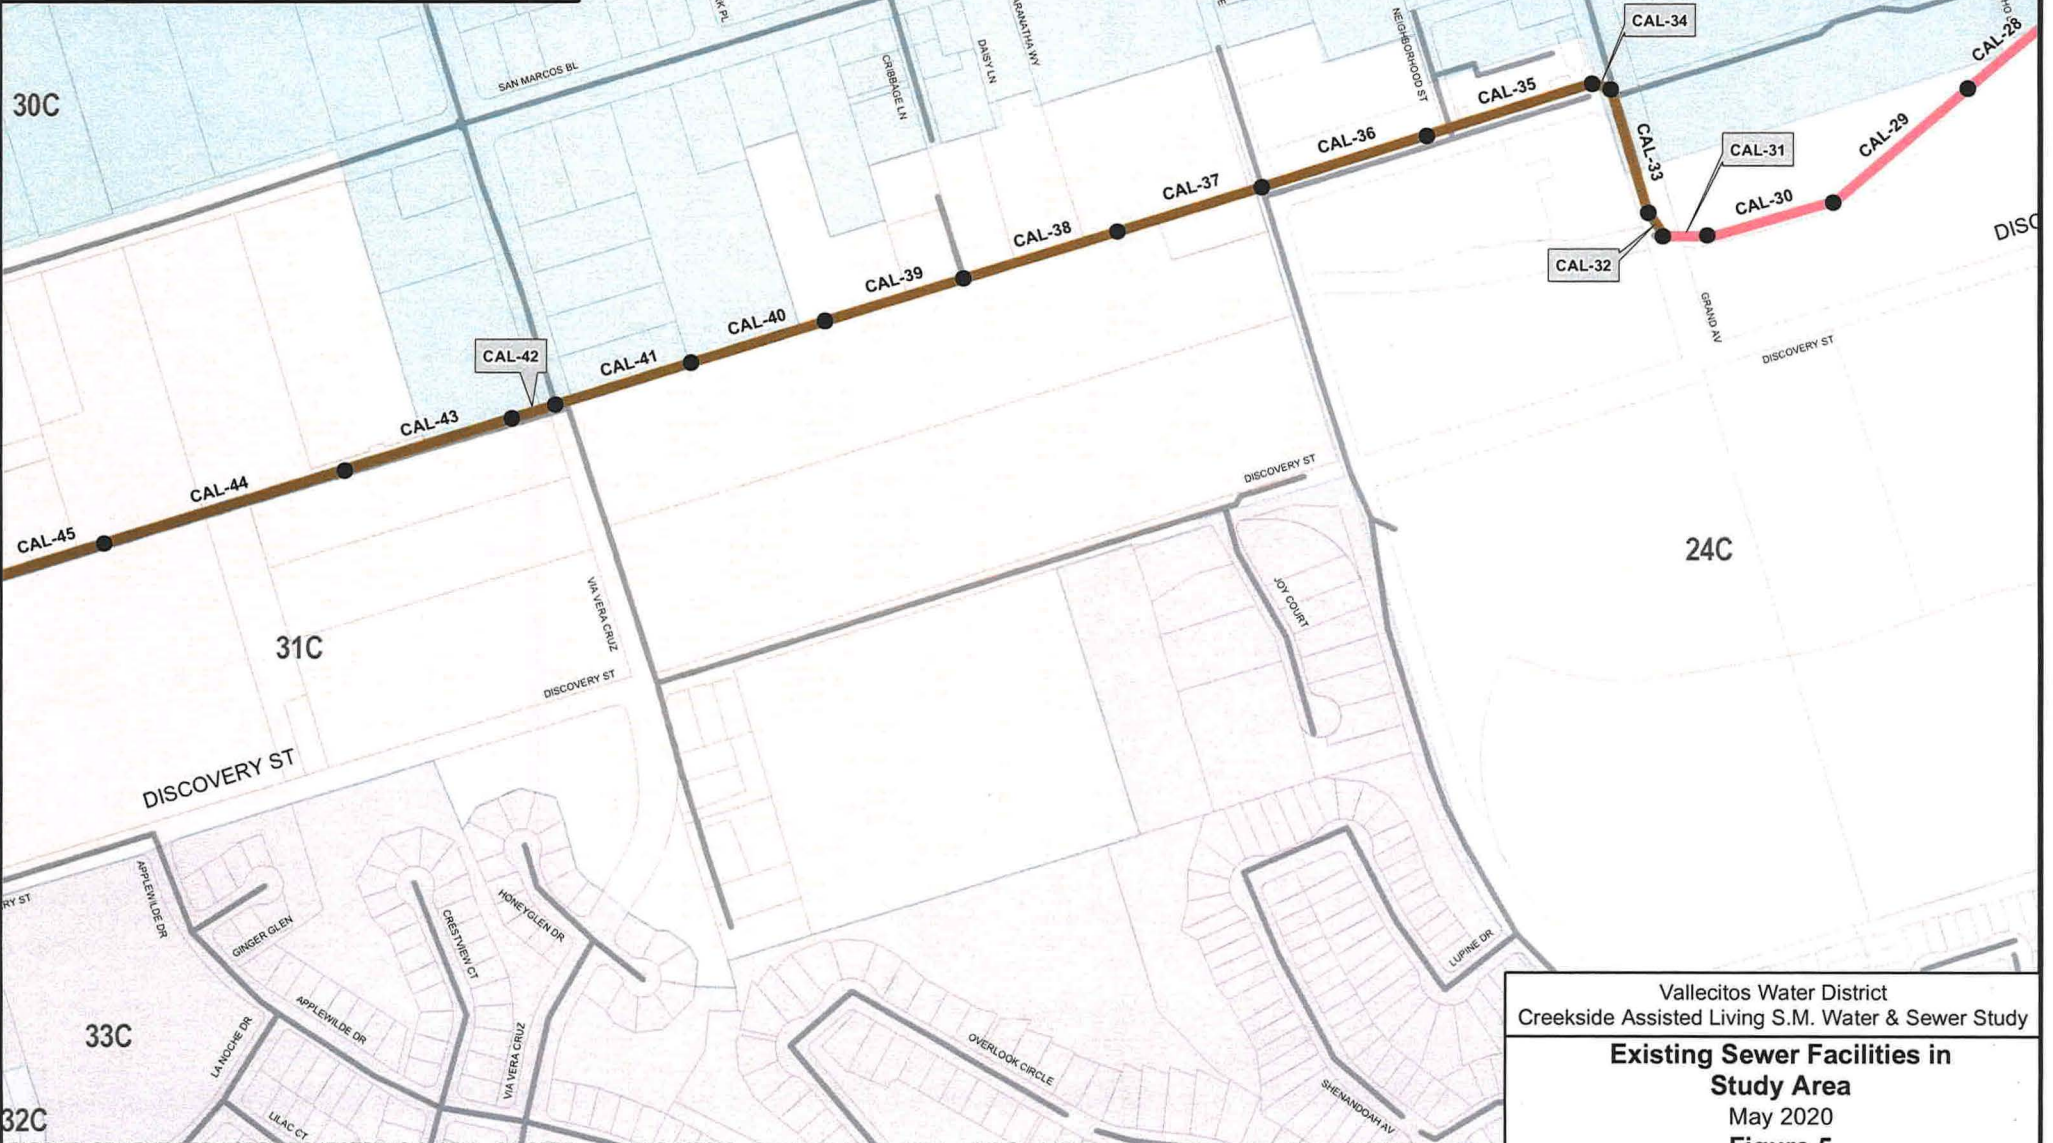 CAL-34
CAL-28
SAN MARCOS BL
CRIBBAGE LN
DAISY LN
NEIGHBORHOOD ST
30C
CAL-35
CAL-36
CAL-33
CAL-31
CAL-29
CAL-37
CAL-30
CAL-38
CAL-32
CAL-39
GRAND AV
DISCOVERY ST
CAL-40
CAL-42
CAL-41
CAL-43
CAL-44
CAL-45
DISCOVERY ST
24C
VIA VERA CRUZ
JOY COURT
31C
DISCOVERY ST
DISCOVERY ST
APPLEWILDE DR
RY ST
GINGER GLEN
CRESTVIEW CT
HONEYGLEN DR
LUPINE DR
33C
LA NOCHE DR
APPLEWILDE DR
VIA VERA CRUZ
OVERLOOK CIRCLE
SHENANDOAH AV
LILAC CT
32C
Vallecitos Water District
Creekside Assisted Living S.M. Water & Sewer Study
Existing Sewer Facilities in
Study Area
May 2020
Figure 5